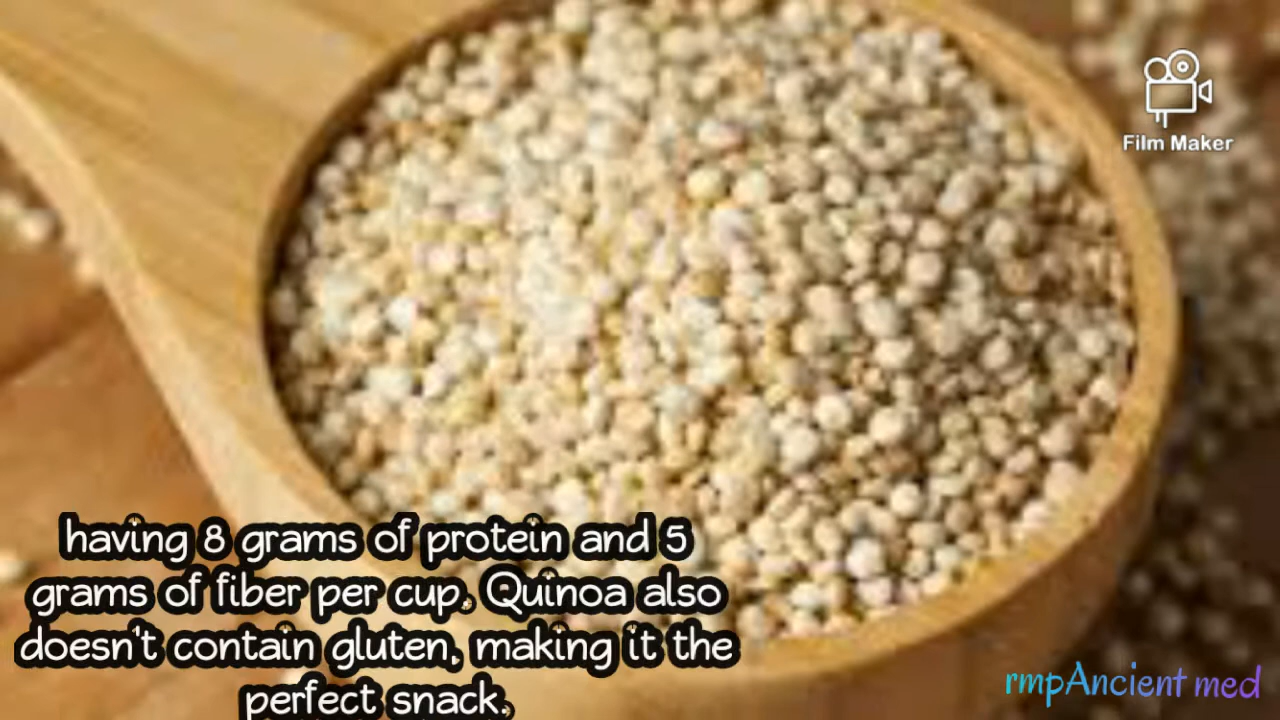 Film Maker
having 8 grams of protein and 5
grams of fiber per cup. Quinoa also
doesn't contain gluten, making it the
perfect snack.
rmpAncient med